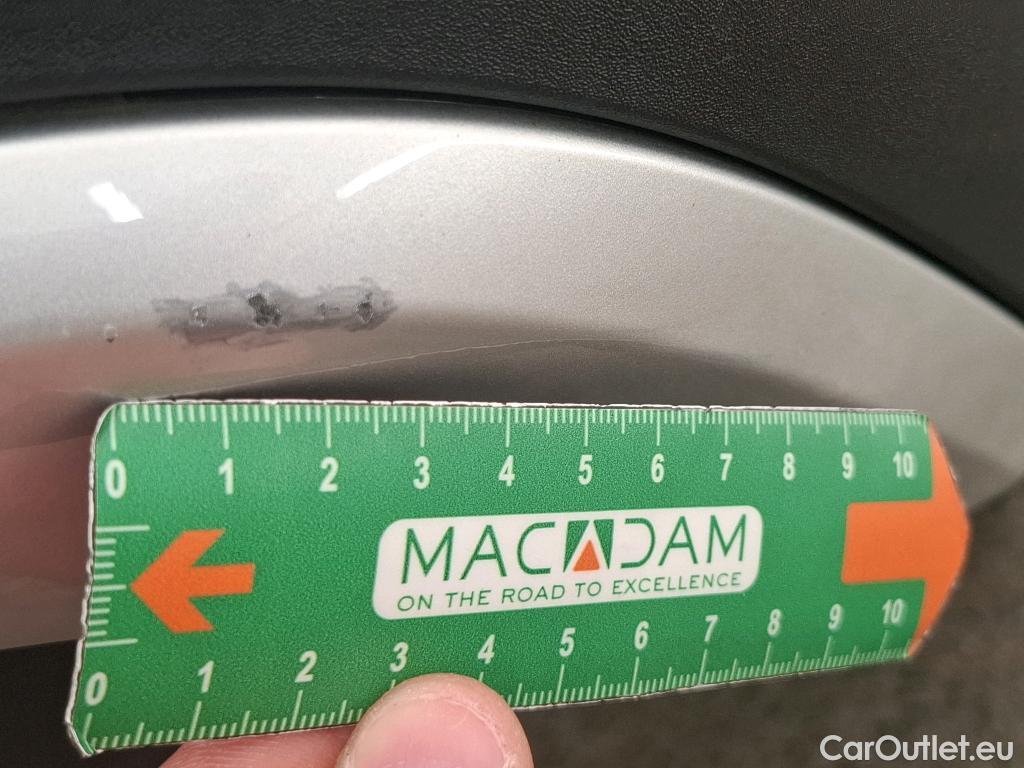 0 1 2 3 4 5 6 7 8 9 10
MACADAM
ON THE ROAD TO EXCELLENCE
0 1 2 3 4 5 6 7 8 9 10
CarOutlet.eu